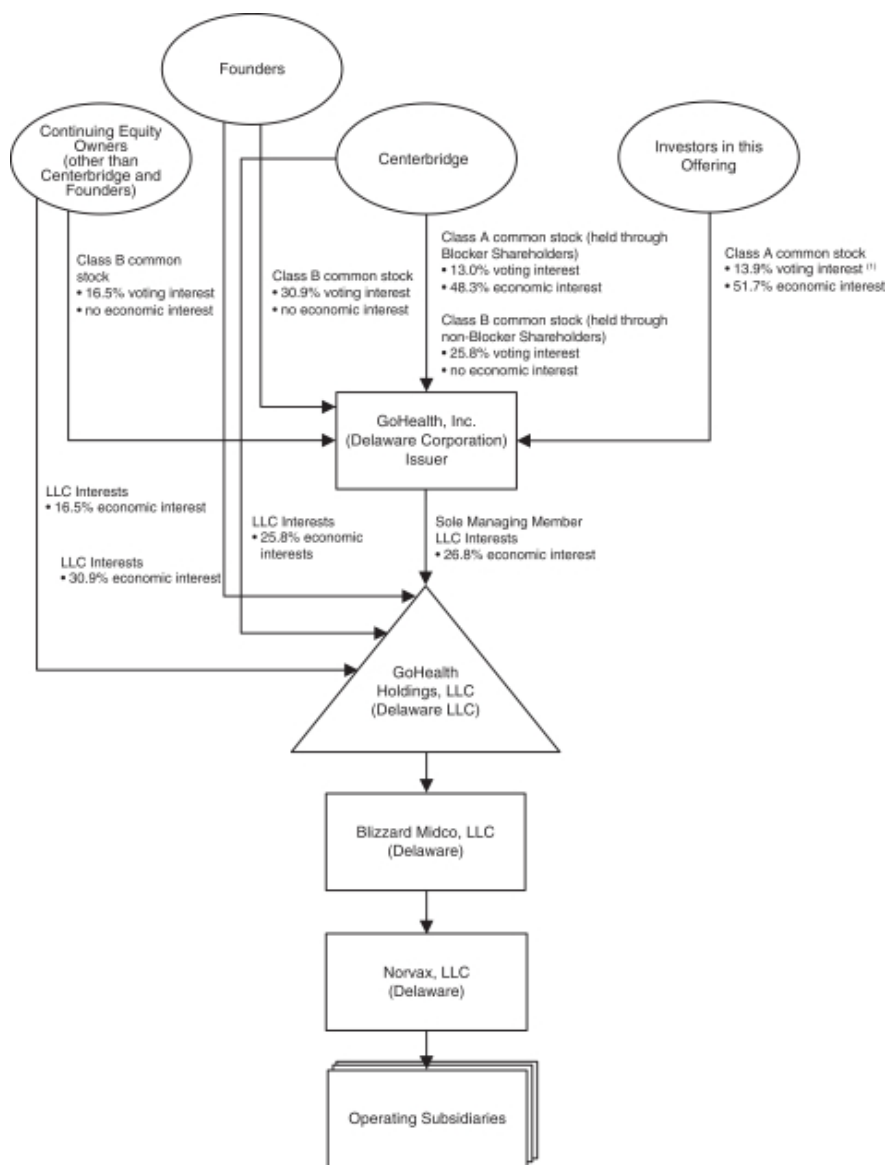 Founders
Continuing Equity
Owners
(other than
Centerbridge and
Founders)
Centerbridge
Investors in this
Offering
Class B common
stock
• 16.5% voting interest
• no economic interest
Class B common stock
• 30.9% voting interest
• no economic interest
Class A common stock (held through
Blocker Shareholders)
• 13.0% voting interest
• 48.3% economic interest
Class B common stock (held through
non-Blocker Shareholders)
• 25.8% voting interest
• no economic interest
Class A common stock
• 13.9% voting interest (1)
• 51.7% economic interest
GoHealth, Inc.
(Delaware Corporation)
Issuer
LLC Interests
• 16.5% economic interest
LLC Interests
• 30.9% economic interest
LLC Interests
• 25.8% economic
interests
Sole Managing Member
LLC Interests
• 26.8% economic interest
GoHealth
Holdings, LLC
(Delaware LLC)
Blizzard Midco, LLC
(Delaware)
Norvax, LLC
(Delaware)
Operating Subsidiaries